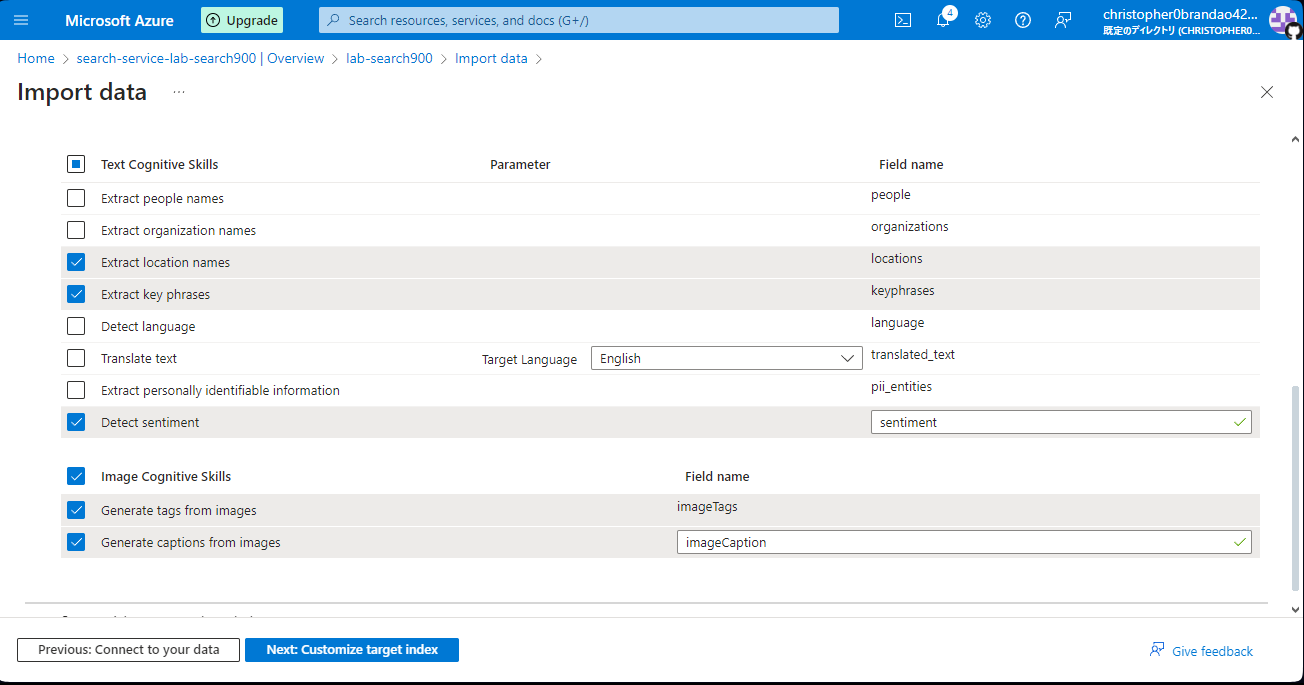 Microsoft Azure
Upgrade
Search resources, services, and docs (G+/)
4
christopher0brandao42...
既定のディレクトリ (CHRISTOPHER0...
Home > search-service-lab-search900 | Overview > lab-search900 > Import data >
Import data ...
Text Cognitive Skills Parameter Field name
Extract people names people
Extract organization names organizations
Extract location names locations
Extract key phrases keyphrases
Detect language language
Translate text Target Language English translated_text
Extract personally identifiable information pii_entities
Detect sentiment sentiment
Image Cognitive Skills Field name
Generate tags from images imageTags
Generate captions from images imageCaption
Previous: Connect to your data Next: Customize target index Give feedback